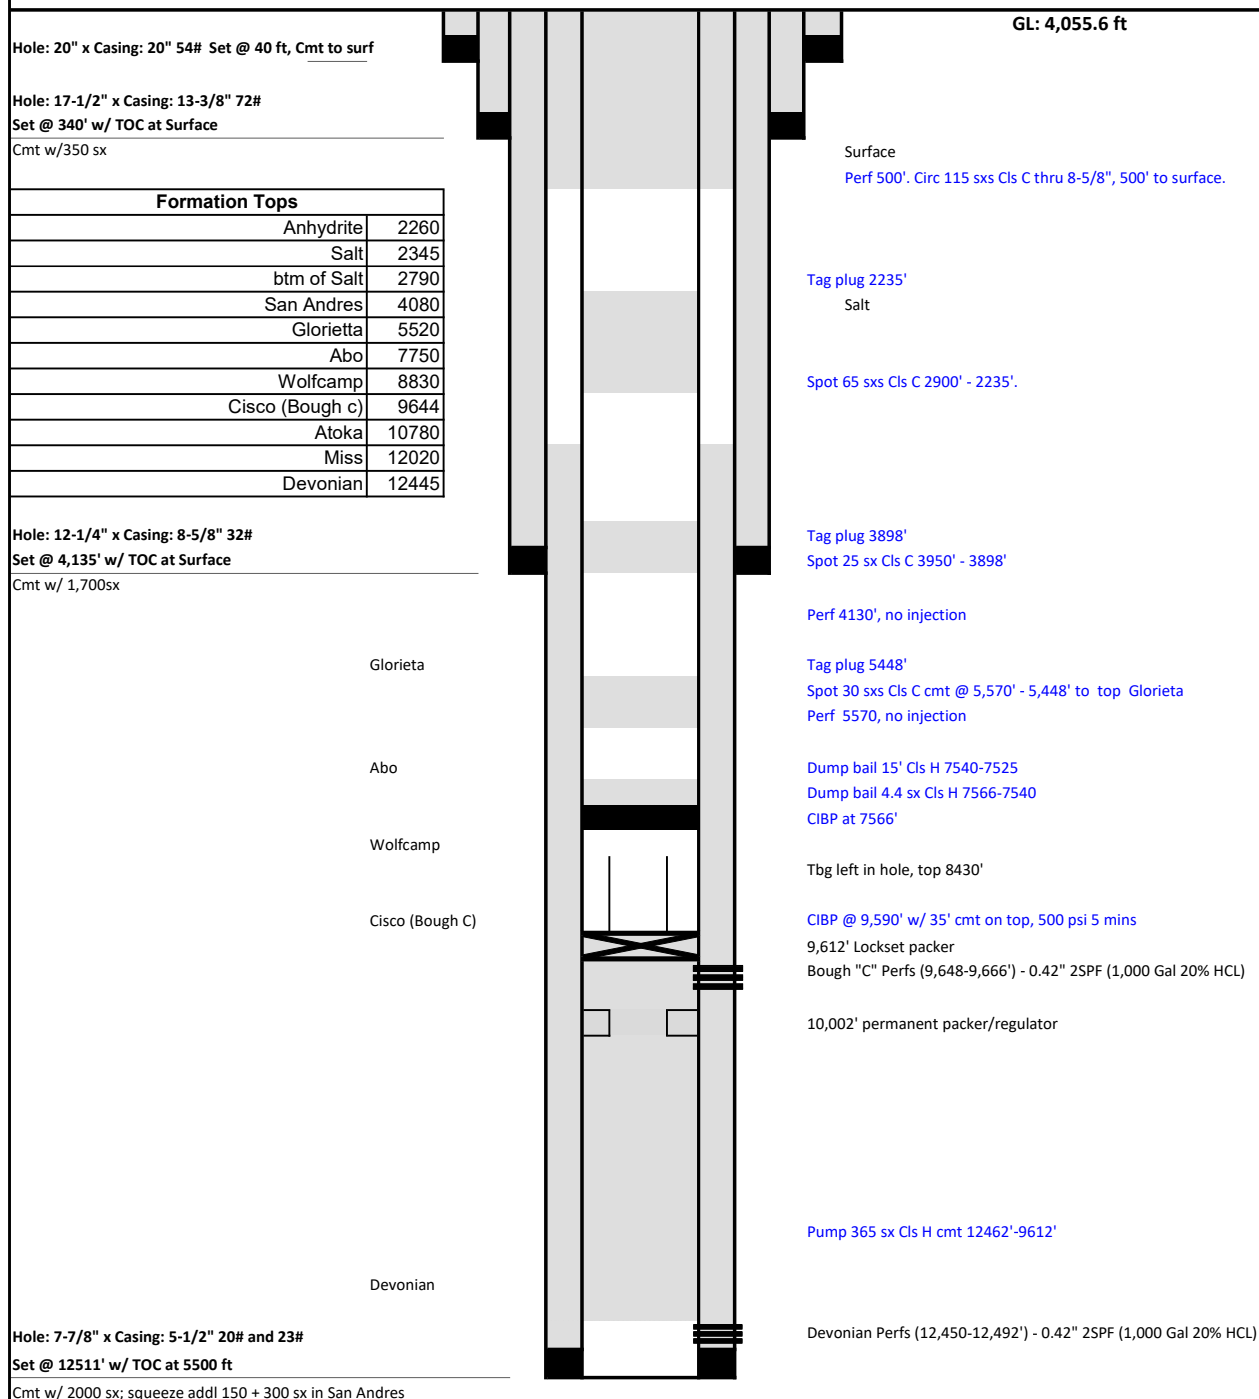 GL: 4,055.6 ft
Hole: 20" x Casing: 20" 54#  Set @ 40 ft, Cmt to surf
Hole: 17-1/2" x Casing: 13-3/8" 72#
Set @ 340' w/ TOC at Surface
Cmt w/350 sx
Surface
Perf 500'. Circ 115 sxs Cls C thru 8-5/8", 500' to surface.
Formation Tops
Anhydrite 2260
Salt 2345
btm of Salt 2790
San Andres 4080
Glorietta 5520
Abo 7750
Wolfcamp 8830
Cisco (Bough c) 9644
Atoka 10780
Miss 12020
Devonian 12445
Tag plug 2235'
Salt
Spot 65 sxs Cls C 2900' - 2235'.
Hole: 12-1/4" x Casing: 8-5/8" 32#
Set @ 4,135' w/ TOC at Surface
Cmt w/ 1,700sx
Tag plug 3898'
Spot 25 sx Cls C 3950' - 3898'
Perf 4130', no injection
Glorieta
Tag plug 5448'
Spot 30 sxs Cls C cmt @ 5,570' - 5,448' to  top  Glorieta
Perf  5570, no injection
Abo
Dump bail 15' Cls H 7540-7525
Dump bail 4.4 sx Cls H 7566-7540
CIBP at 7566'
Wolfcamp
Tbg left in hole, top 8430'
Cisco (Bough C)
CIBP @ 9,590' w/ 35' cmt on top, 500 psi 5 mins
9,612' Lockset packer
Bough "C" Perfs (9,648-9,666') - 0.42" 2SPF (1,000 Gal 20% HCL)
10,002' permanent packer/regulator
Pump 365 sx Cls H cmt 12462'-9612'
Devonian
Devonian Perfs (12,450-12,492') - 0.42" 2SPF (1,000 Gal 20% HCL)
Hole: 7-7/8" x Casing: 5-1/2" 20# and 23#
Set @ 12511' w/ TOC at 5500 ft
Cmt w/ 2000 sx; squeeze addl 150 + 300 sx in San Andres